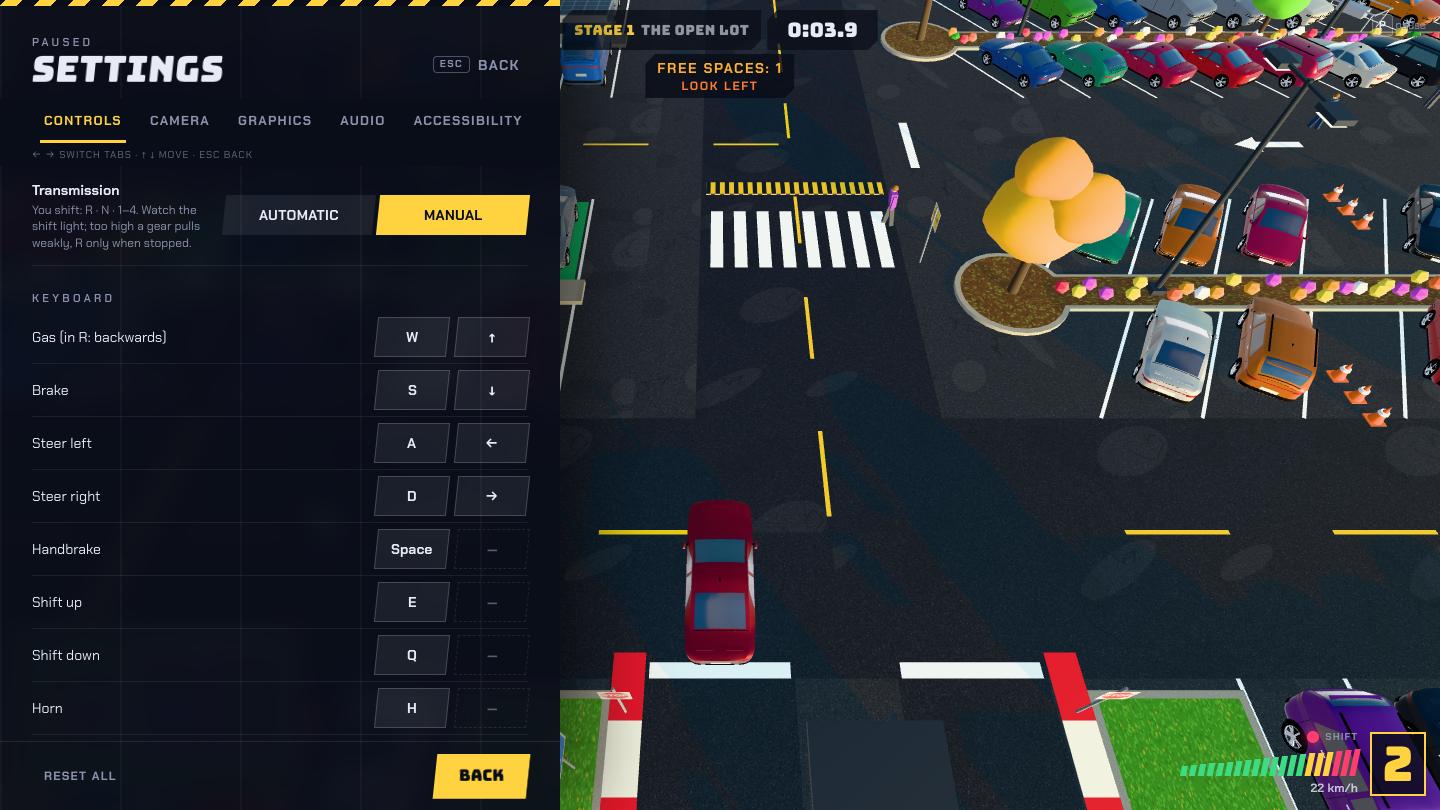 PAUSED
SETTINGS
ESC BACK
CONTROLS CAMERA GRAPHICS AUDIO ACCESSIBILITY
← → SWITCH TABS · ↑ ↓ MOVE · ESC BACK
Transmission
You shift: R · N · 1–4. Watch the
shift light; too high a gear pulls
weakly, R only when stopped.
AUTOMATIC
MANUAL
KEYBOARD
Gas (in R: backwards) W ↑
Brake S ↓
Steer left A ←
Steer right D →
Handbrake Space –
Shift up E –
Shift down Q –
Horn H –
RESET ALL
BACK
STAGE 1 THE OPEN LOT
0:03.9
FREE SPACES: 1
LOOK LEFT
P
SHIFT
22 km/h
2